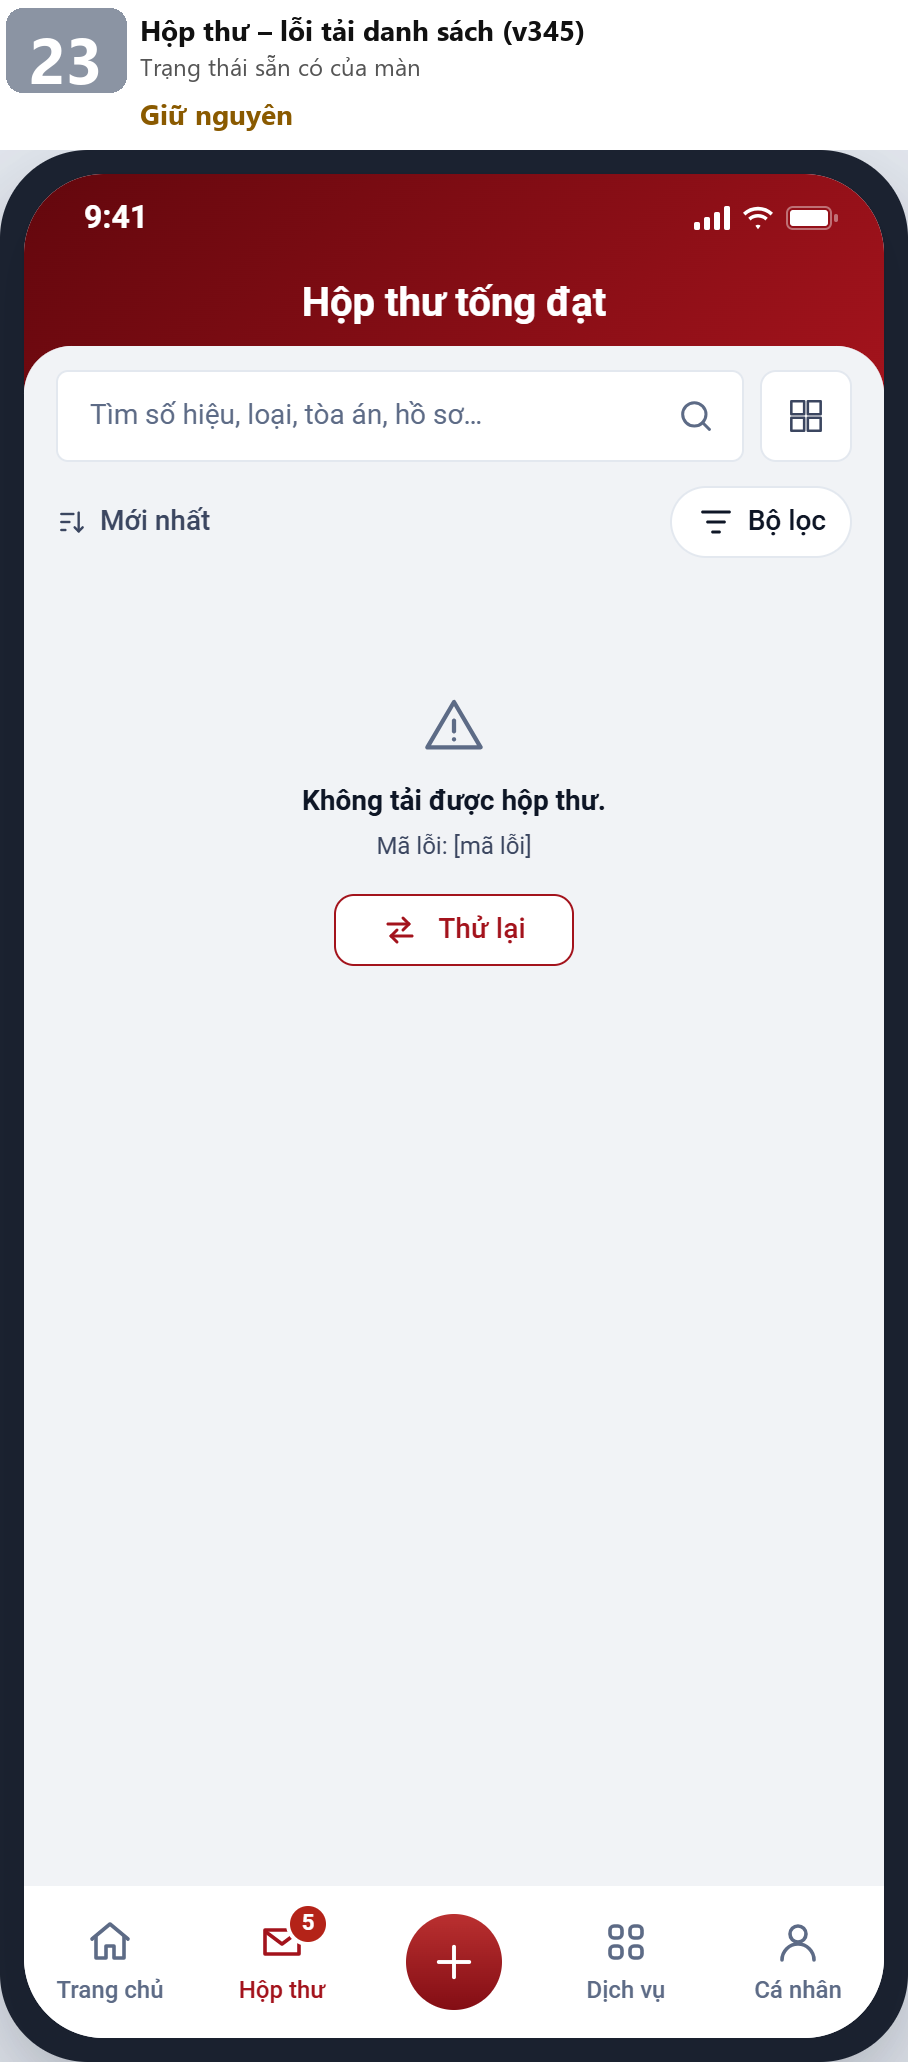 23
Hộp thư – lỗi tải danh sách (v345)
Trạng thái sẵn có của màn
Giữ nguyên
9:41
Hộp thư tống đạt
Tìm số hiệu, loại, tòa án, hồ sơ...
Mới nhất
Bộ lọc
Không tải được hộp thư.
Mã lỗi: [mã lỗi]
Thử lại
5
Trang chủ
Hộp thư
Dịch vụ
Cá nhân